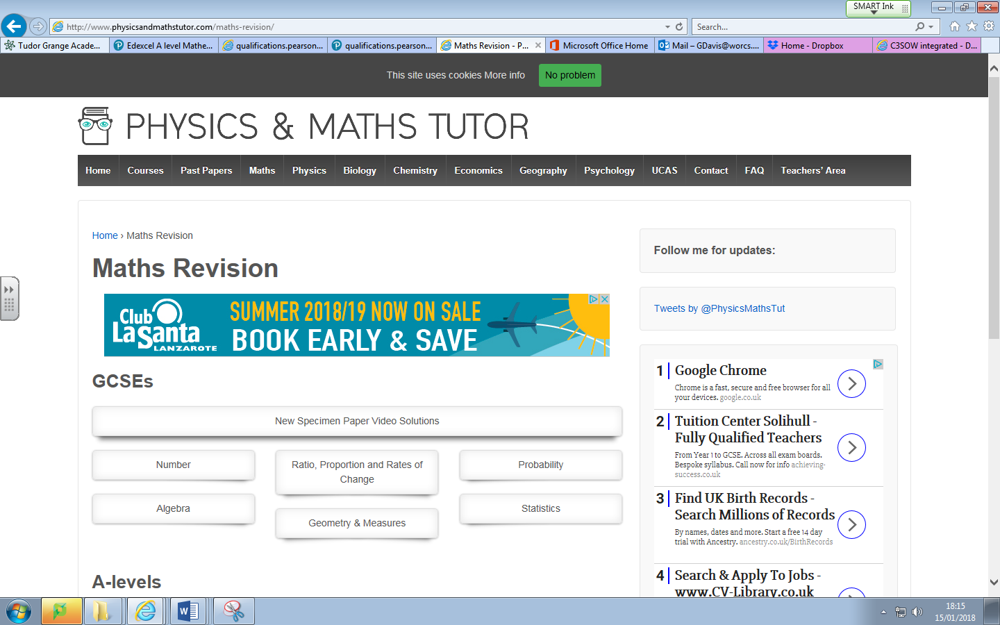 SMART Ink
http://www.physicsandmathstutor.com/maths-revision/
Search...
Tudor Grange Acade...
Edexcel A level Mathe...
qualifications.pearson...
qualifications.pearson...
Maths Revision - P...
Microsoft Office Home
Mail – GDavis@worcs....
Home - Dropbox
C3SOW integrated - D...
This site uses cookies More info
No problem
PHYSICS & MATHS TUTOR
Home Courses Past Papers Maths Physics Biology Chemistry Economics Geography Psychology UCAS Contact FAQ Teachers’ Area
Home › Maths Revision
Maths Revision
Club
La Santa
LANZAROTE
SUMMER 2018/19 NOW ON SALE
BOOK EARLY & SAVE
GCSEs
New Specimen Paper Video Solutions
Number
Ratio, Proportion and Rates of
Change
Probability
Algebra
Geometry & Measures
Statistics
A-levels
Follow me for updates:
Tweets by @PhysicsMathsTut
1 Google Chrome
Chrome is a fast, secure and free browser for all
your devices. google.co.uk
2 Tuition Center Solihull -
Fully Qualified Teachers
From Year 1 to GCSE. Across all exam boards.
Bespoke syllabus. Call now for info achieving-
success.co.uk
3 Find UK Birth Records -
Search Millions of Records
By names, dates and more. Start a free 14 day
trial with Ancestry. ancestry.co.uk/BirthRecords
4 Search & Apply To Jobs -
www.CV-Library.co.uk
18:15
15/01/2018